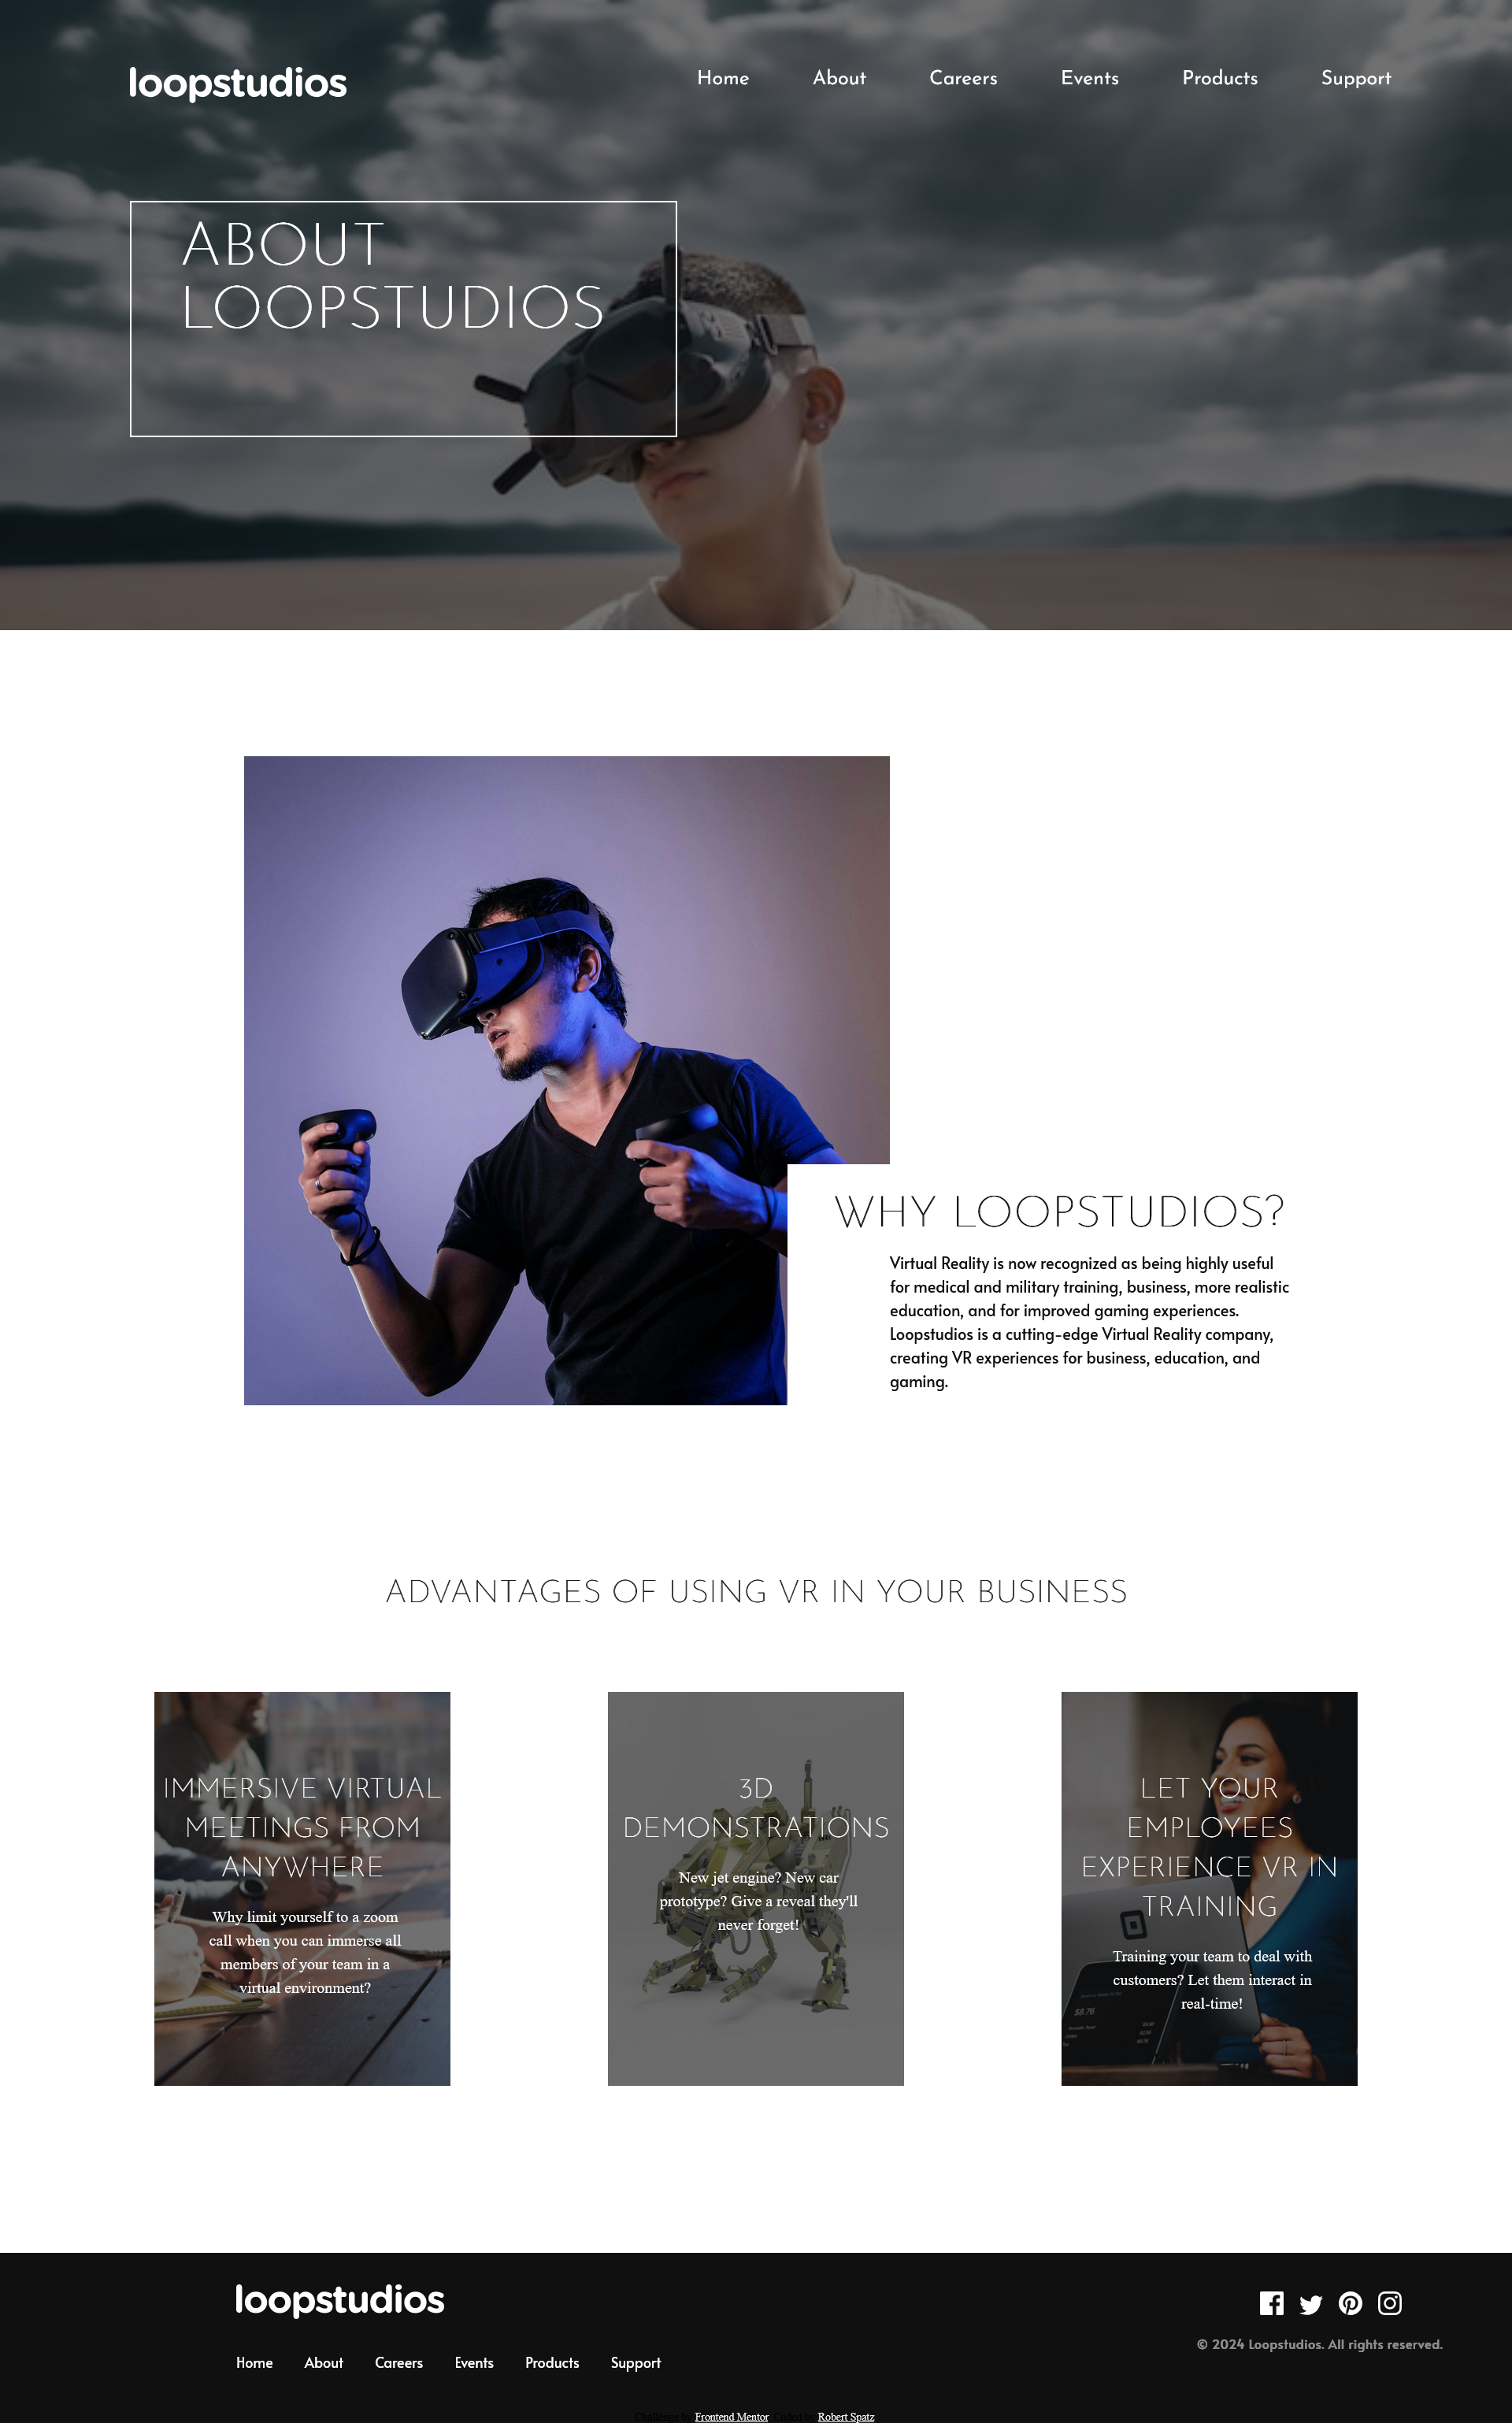 loopstudios
Home About Careers Events Products Support
ABOUT
LOOPSTUDIOS
WHY LOOPSTUDIOS?
Virtual Reality is now recognized as being highly useful
for medical and military training, business, more realistic
education, and for improved gaming experiences.
Loopstudios is a cutting-edge Virtual Reality company,
creating VR experiences for business, education, and
gaming.
ADVANTAGES OF USING VR IN YOUR BUSINESS
IMMERSIVE VIRTUAL
MEETINGS FROM
ANYWHERE
Why limit yourself to a zoom
call when you can immerse all
members of your team in a
virtual environment?
3D
DEMONSTRATIONS
New jet engine? New car
prototype? Give a reveal they'll
never forget!
LET YOUR
EMPLOYEES
EXPERIENCE VR IN
TRAINING
Training your team to deal with
customers? Let them interact in
real-time!
$8.76
loopstudios
Home About Careers Events Products Support
© 2024 Loopstudios. All rights reserved.
Challenge by Frontend Mentor. Coded by Robert Spatz.